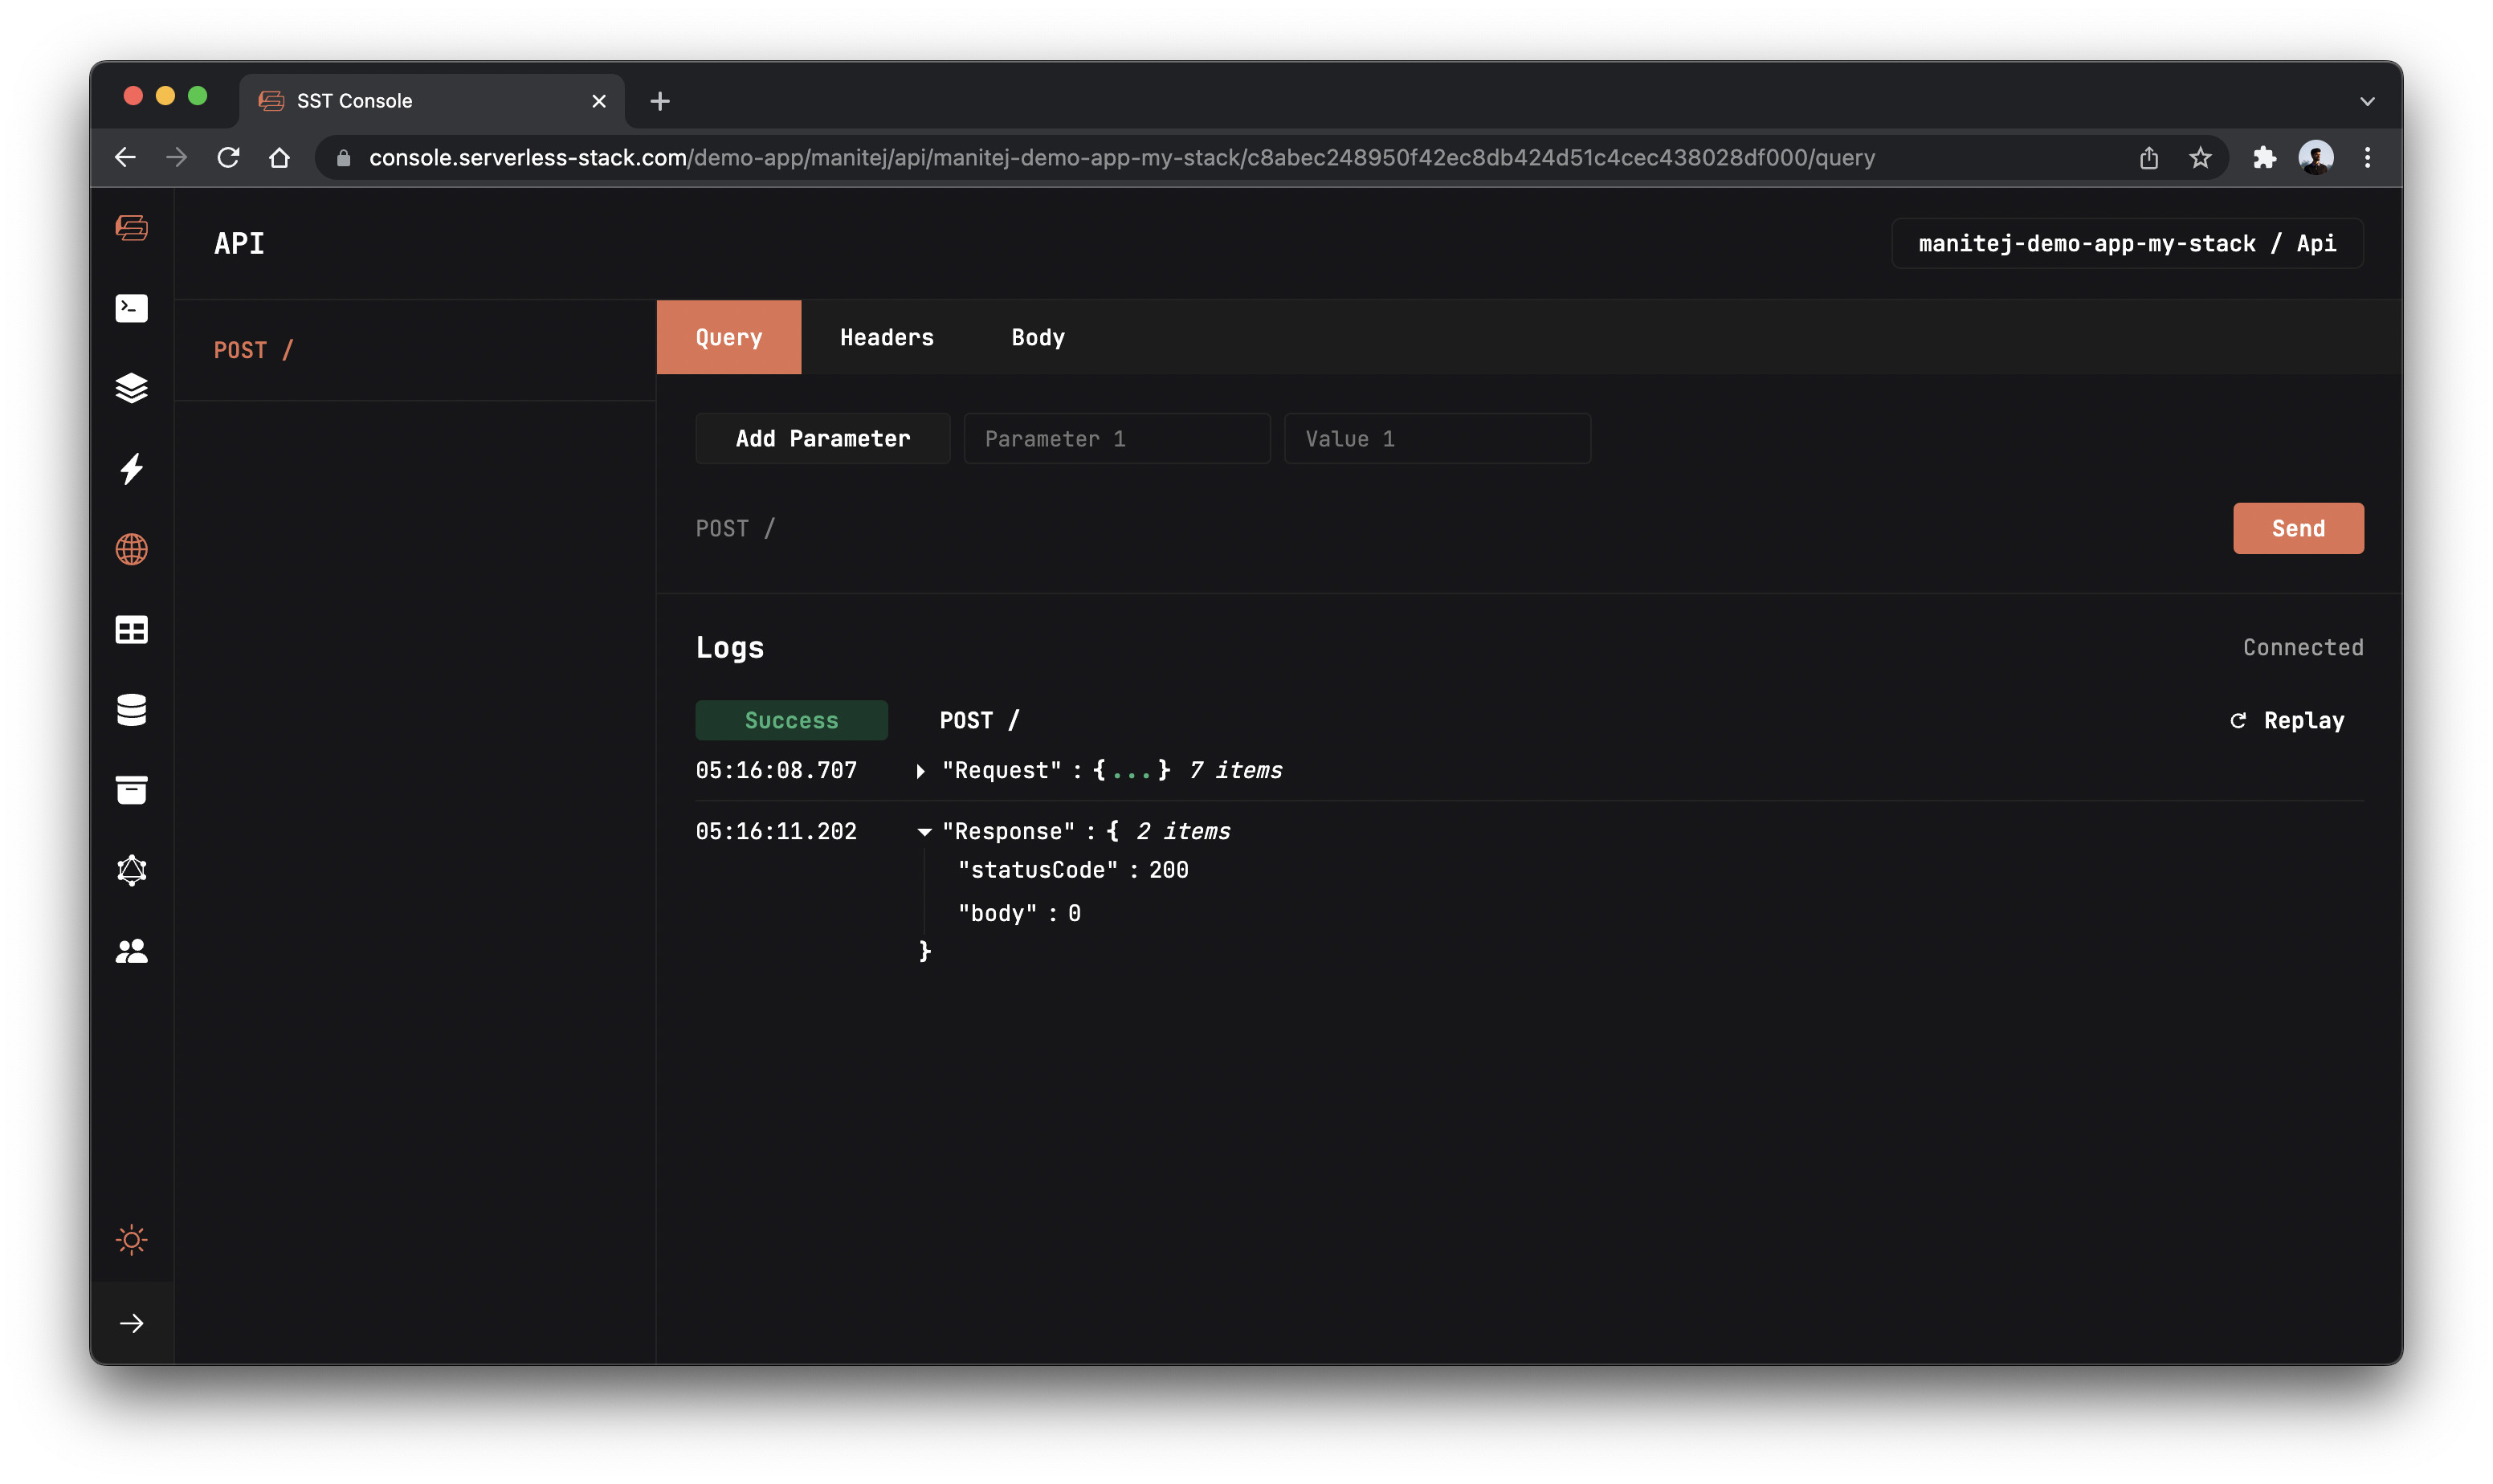 SST Console
console.serverless-stack.com/demo-app/manitej/api/manitej-demo-app-my-stack/c8abec248950f42ec8db424d51c4cec438028df000/query
API
manitej-demo-app-my-stack / Api
POST /
Query Headers Body
Add Parameter Parameter 1 Value 1
POST / Send
Logs Connected
Success POST / Replay
05:16:08.707 "Request" : {...} 7 items
05:16:11.202 "Response" : { 2 items
"statusCode" : 200
"body" : 0
}